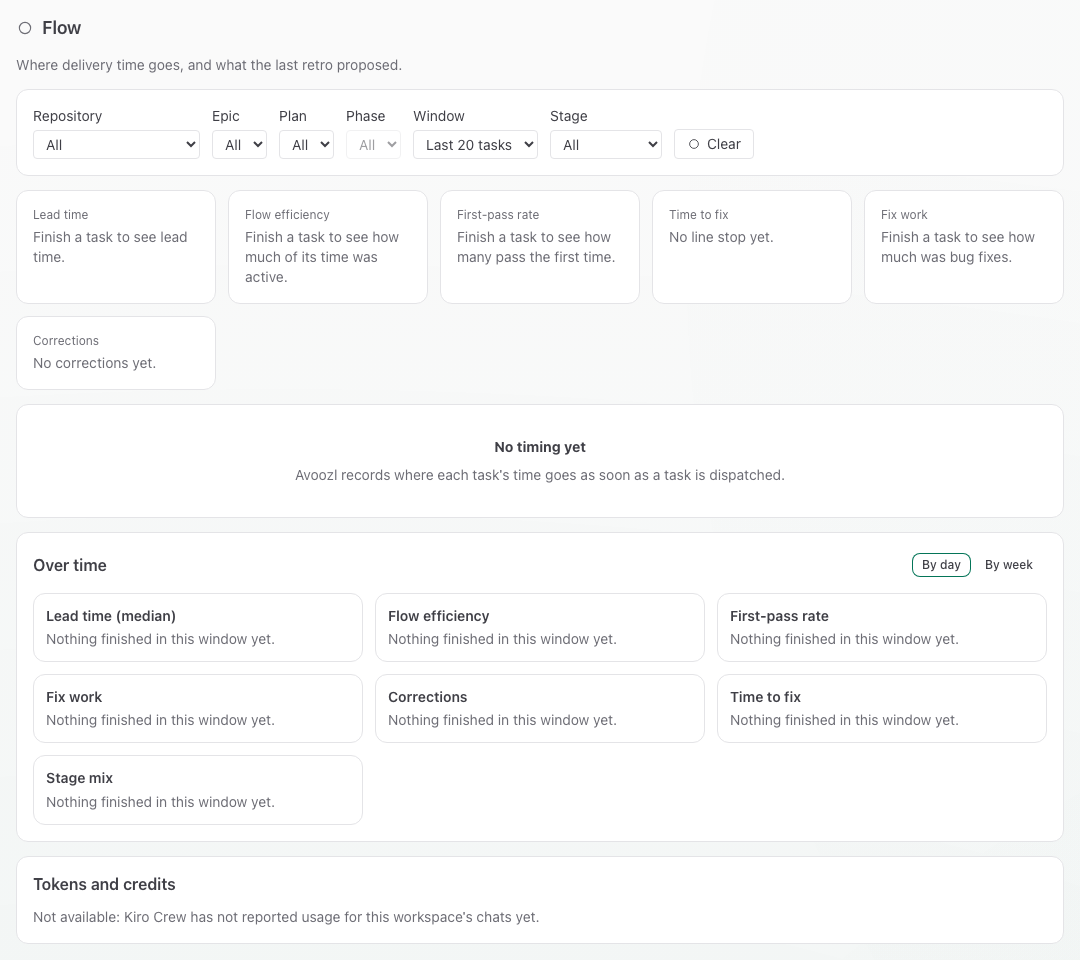 Flow
Where delivery time goes, and what the last retro proposed.
Repository Epic Plan Phase Window Stage
All All All All Last 20 tasks All Clear
Lead time
Finish a task to see lead
time.
Flow efficiency
Finish a task to see how
much of its time was
active.
First-pass rate
Finish a task to see how
many pass the first time.
Time to fix
No line stop yet.
Fix work
Finish a task to see how
much was bug fixes.
Corrections
No corrections yet.
No timing yet
Avoozl records where each task's time goes as soon as a task is dispatched.
Over time
By day By week
Lead time (median)
Nothing finished in this window yet.
Flow efficiency
Nothing finished in this window yet.
First-pass rate
Nothing finished in this window yet.
Fix work
Nothing finished in this window yet.
Corrections
Nothing finished in this window yet.
Time to fix
Nothing finished in this window yet.
Stage mix
Nothing finished in this window yet.
Tokens and credits
Not available: Kiro Crew has not reported usage for this workspace's chats yet.